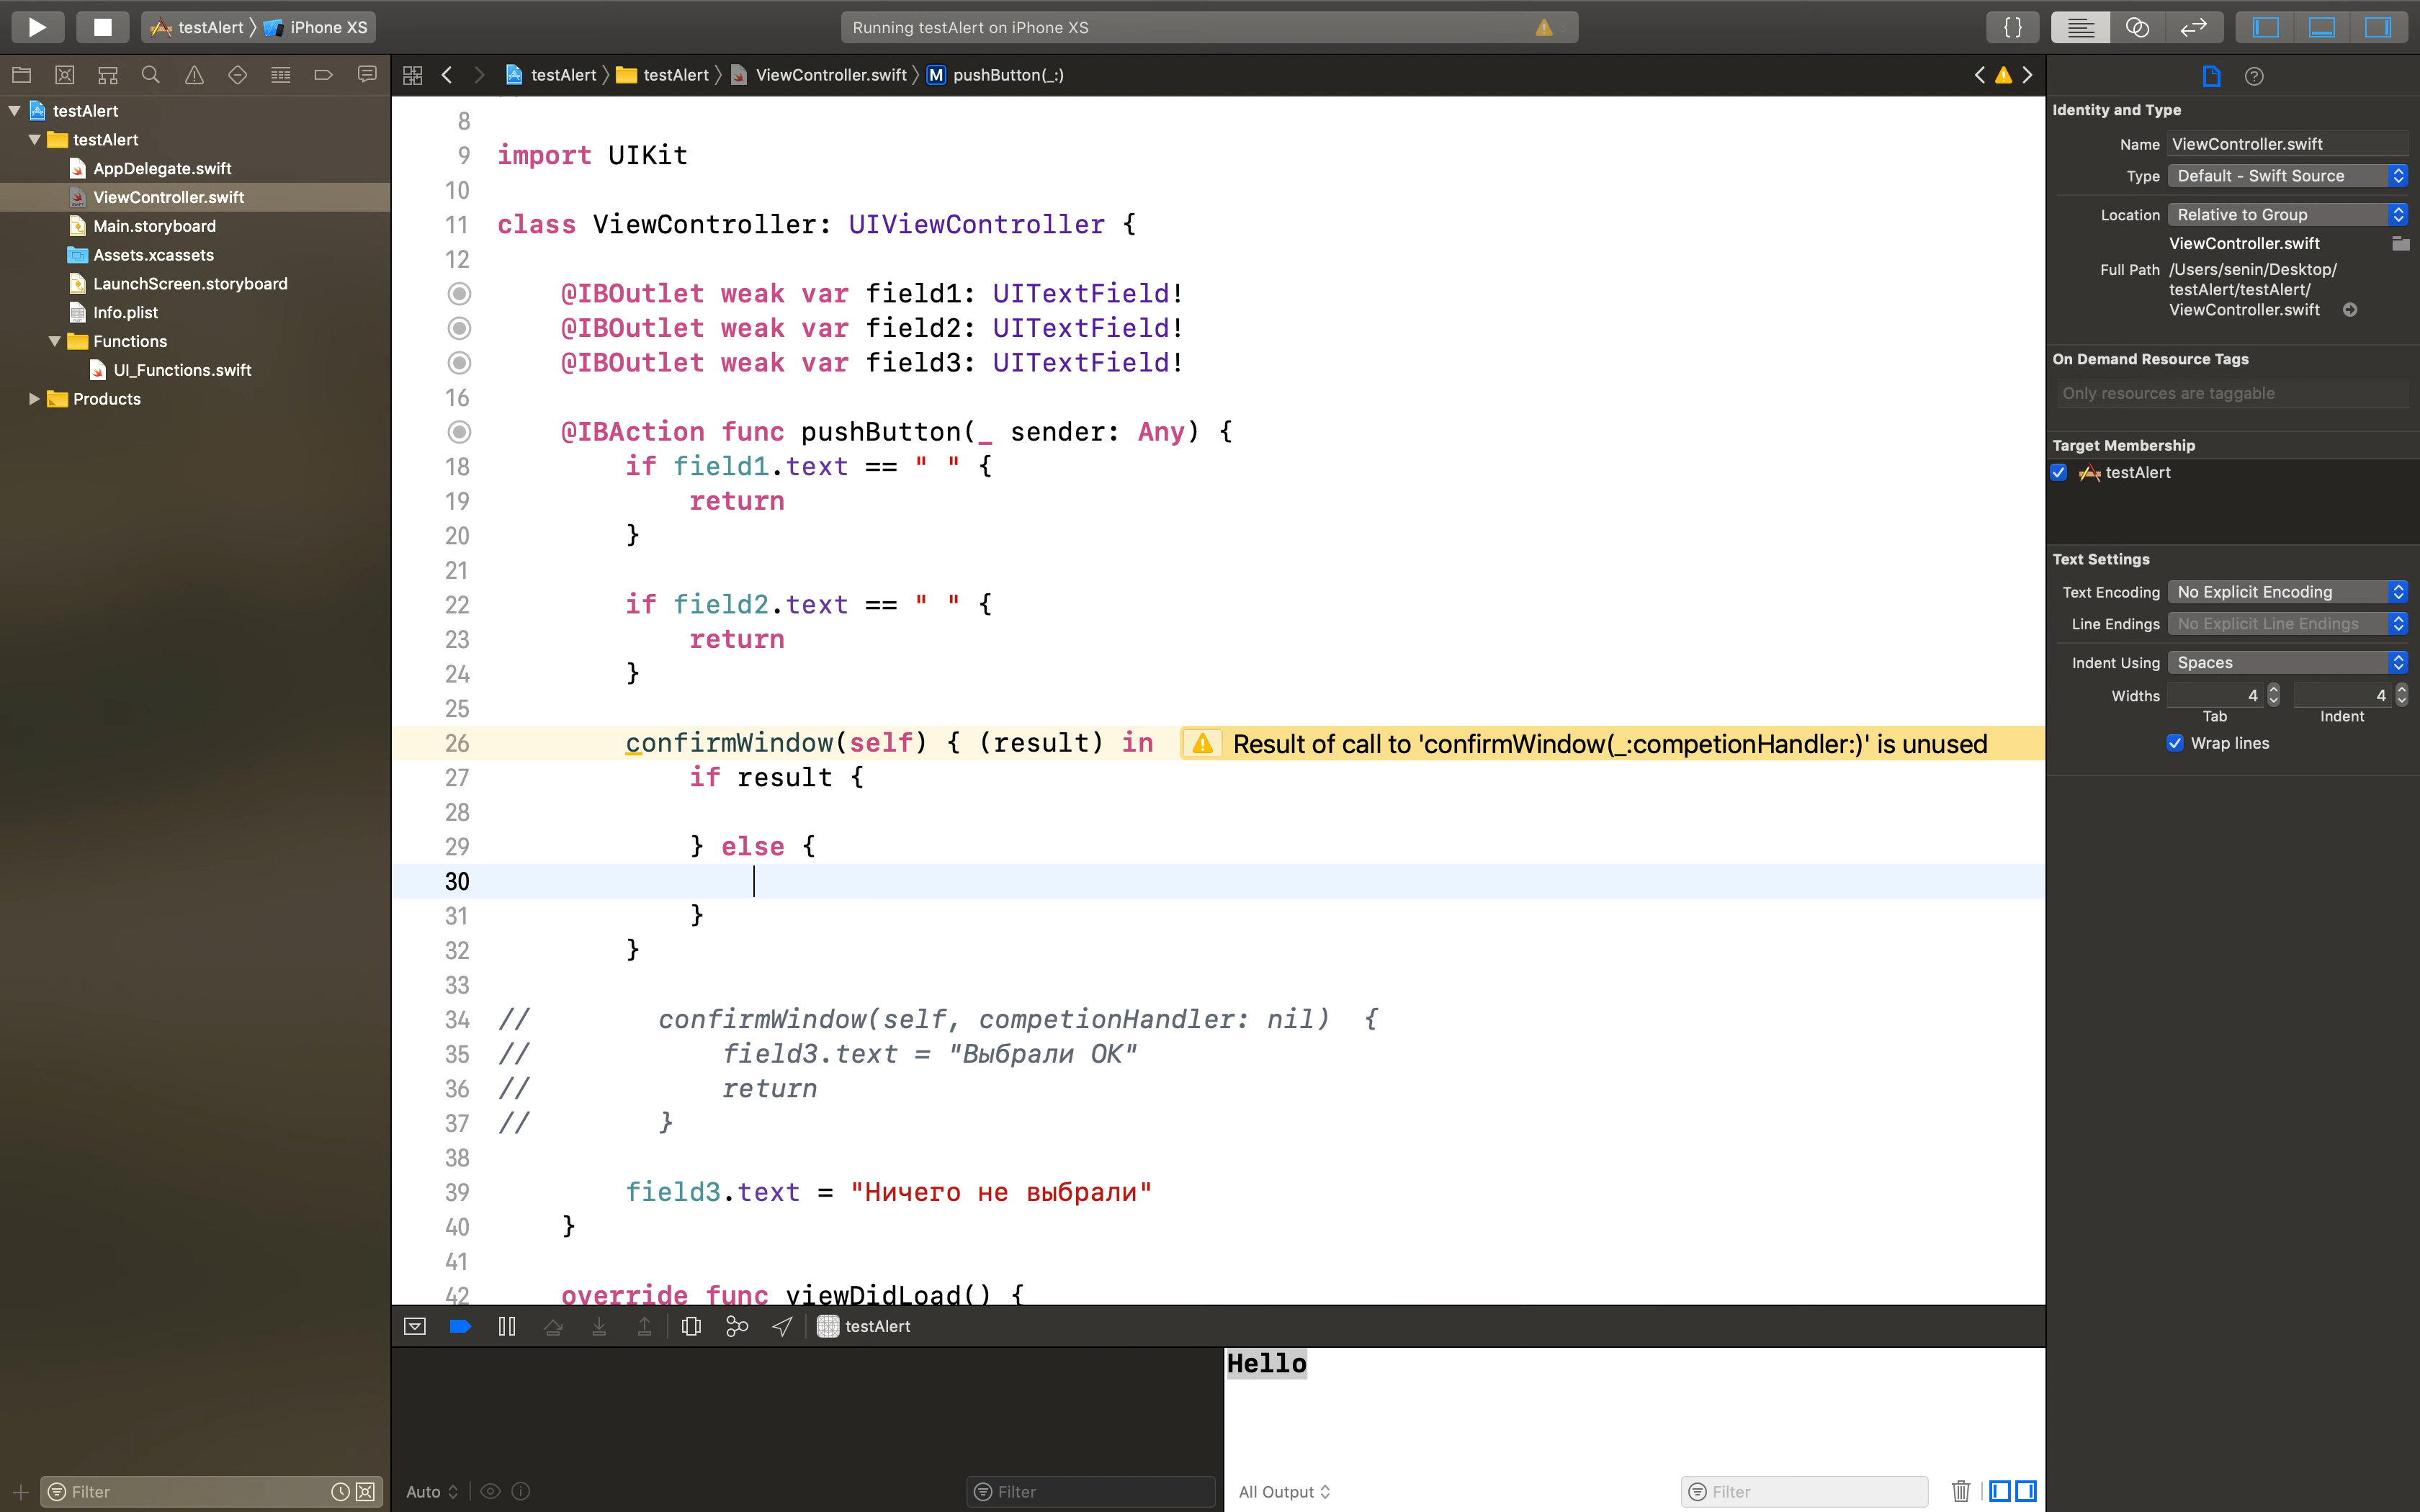 testAlert iPhone XS
Running testAlert on iPhone XS
{}
testAlert testAlert ViewController.swift M pushButton(_:)
testAlert
testAlert
AppDelegate.swift
ViewController.swift
Main.storyboard
Assets.xcassets
LaunchScreen.storyboard
Info.plist
Functions
UI_Functions.swift
Products
Filter
8
9 import UIKit
10
11 class ViewController: UIViewController {
12
@IBOutlet weak var field1: UITextField!
@IBOutlet weak var field2: UITextField!
@IBOutlet weak var field3: UITextField!
16
@IBAction func pushButton(_ sender: Any) {
18 if field1.text == " " {
19 return
20 }
21
22 if field2.text == " " {
23 return
24 }
25
26 confirmWindow(self) { (result) in Result of call to 'confirmWindow(_:competionHandler:)' is unused
27 if result {
28
29 } else {
30
31 }
32 }
33
34 // confirmWindow(self, competionHandler: nil) {
35 // field3.text = "Выбрали ОК"
36 // return
37 // }
38
39 field3.text = "Ничего не выбрали"
40 }
41
42 override func viewDidLoad() {
testAlert
Auto Filter
Hello
All Output Filter
Identity and Type
Name ViewController.swift
Type Default - Swift Source
Location Relative to Group
ViewController.swift
Full Path /Users/senin/Desktop/
testAlert/testAlert/
ViewController.swift
On Demand Resource Tags
Only resources are taggable
Target Membership
testAlert
Text Settings
Text Encoding No Explicit Encoding
Line Endings No Explicit Line Endings
Indent Using Spaces
Widths 4 4
Tab Indent
Wrap lines